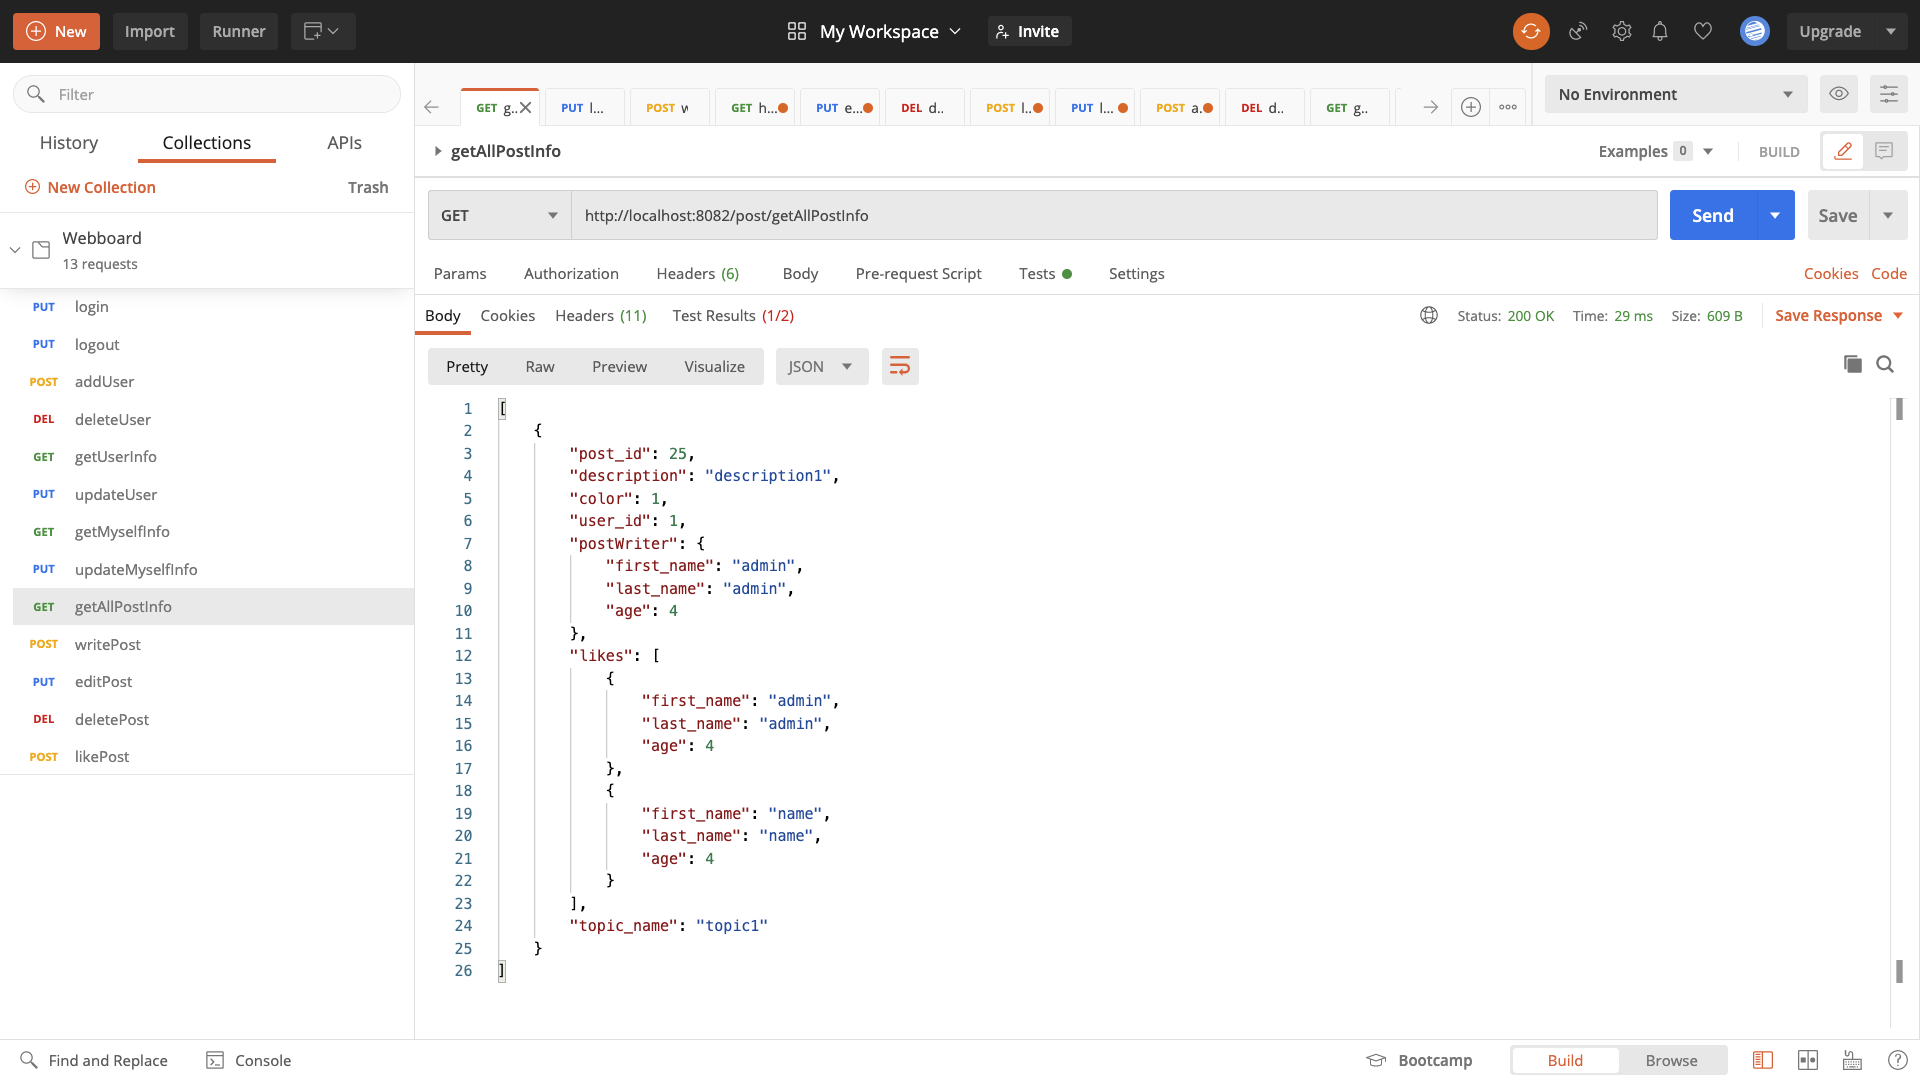 New
Import
Runner
My Workspace
Invite
Upgrade
Filter
History
Collections
APIs
New Collection
Trash
Webboard
13 requests
PUT login
PUT logout
POST addUser
DEL deleteUser
GET getUserInfo
PUT updateUser
GET getMyselfInfo
PUT updateMyselfInfo
GET getAllPostInfo
POST writePost
PUT editPost
DEL deletePost
POST likePost
GET g..
PUT l...
POST w
GET h...
PUT e...
DEL d..
POST l..
PUT l...
POST a.
DEL d..
GET g..
No Environment
getAllPostInfo
Examples 0
BUILD
GET
http://localhost:8082/post/getAllPostInfo
Send
Save
Params
Authorization
Headers (6)
Body
Pre-request Script
Tests
Settings
Cookies
Code
Body
Cookies
Headers (11)
Test Results (1/2)
Status: 200 OK
Time: 29 ms
Size: 609 B
Save Response
Pretty
Raw
Preview
Visualize
JSON
1 [
2 {
3 "post_id": 25,
4 "description": "description1",
5 "color": 1,
6 "user_id": 1,
7 "postWriter": {
8 "first_name": "admin",
9 "last_name": "admin",
10 "age": 4
11 },
12 "likes": [
13 {
14 "first_name": "admin",
15 "last_name": "admin",
16 "age": 4
17 },
18 {
19 "first_name": "name",
20 "last_name": "name",
21 "age": 4
22 }
23 ],
24 "topic_name": "topic1"
25 }
26 ]
Find and Replace
Console
Bootcamp
Build
Browse